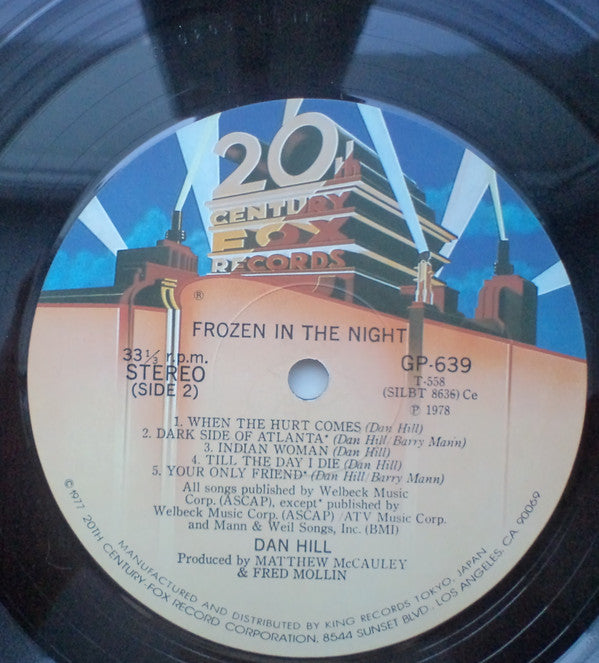 20th
CENTURY
FOX
RECORDS
®
FROZEN IN THE NIGHT
33⅓ r.p.m.
STEREO
(SIDE 2)
GP-639
T-558
(SILBT 8636) Ce
Ⓟ 1978
1. WHEN THE HURT COMES (Dan Hill)
2. DARK SIDE OF ATLANTA* (Dan Hill/Barry Mann)
3. INDIAN WOMAN (Dan Hill)
4. TILL THE DAY I DIE (Dan Hill)
5. YOUR ONLY FRIEND* (Dan Hill/Barry Mann)
All songs published by Welbeck Music
Corp. (ASCAP), except* published by
Welbeck Music Corp. (ASCAP) / ATV Music Corp.
and Mann & Weil Songs, Inc. (BMI)
DAN HILL
Produced by MATTHEW McCAULEY
& FRED MOLLIN
MANUFACTURED AND DISTRIBUTED BY KING RECORDS TOKYO, JAPAN
© 1977 20TH CENTURY-FOX RECORD CORPORATION, 8544 SUNSET BLVD., LOS ANGELES, CA 90069